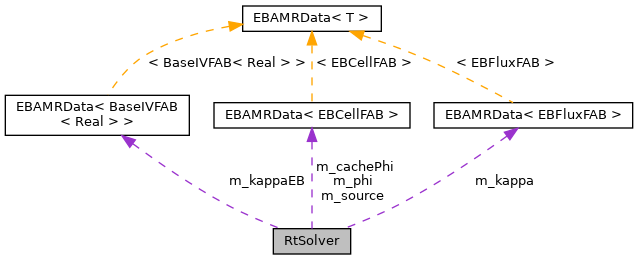 EBAMRData< T >
< BaseIVFAB< Real > >
< EBCellFAB >
< EBFluxFAB >
EBAMRData< BaseIVFAB
< Real > >
EBAMRData< EBCellFAB >
EBAMRData< EBFluxFAB >
m_kappaEB
m_cachePhi
m_phi
m_source
m_kappa
RtSolver